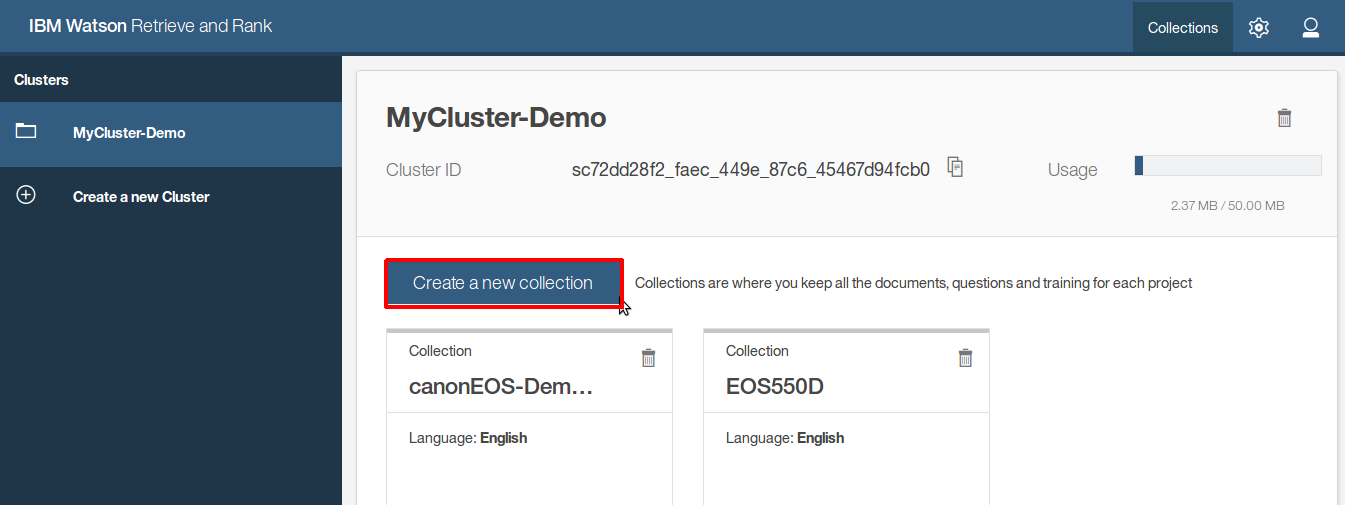 IBM Watson Retrieve and Rank
Collections
Clusters
MyCluster-Demo
Create a new Cluster
MyCluster-Demo
Cluster ID
sc72dd28f2_faec_449e_87c6_45467d94fcb0
Usage
2.37 MB / 50.00 MB
Create a new collection
Collections are where you keep all the documents, questions and training for each project
Collection
canonEOS-Dem...
Language: English
Collection
EOS550D
Language: English